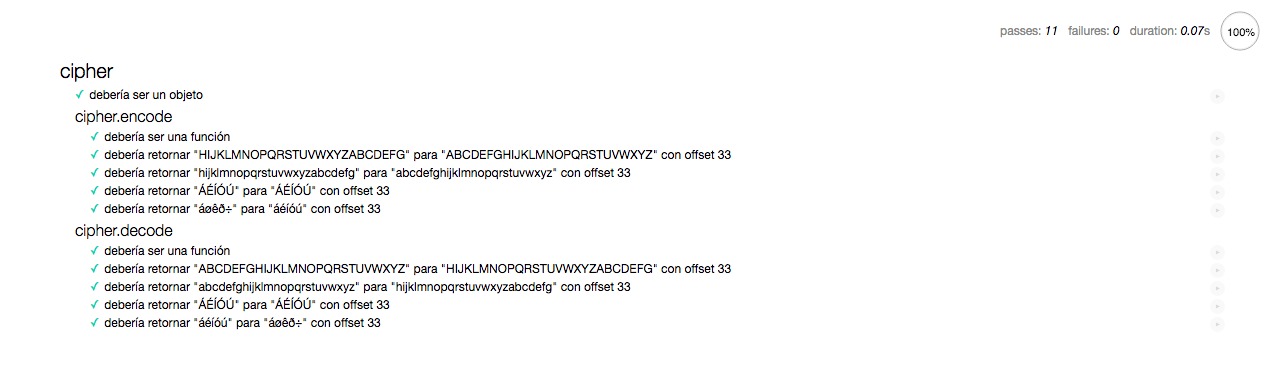 passes: 11 failures: 0 duration: 0.07s 100%
cipher
✓ debería ser un objeto
cipher.encode
✓ debería ser una función
✓ debería retornar "HIJKLMNOPQRSTUVWXYZABCDEFG" para "ABCDEFGHIJKLMNOPQRSTUVWXYZ" con offset 33
✓ debería retornar "hijklmnopqrstuvwxyzabcdefg" para "abcdefghijklmnopqrstuvwxyz" con offset 33
✓ debería retornar "ÁÉÍÓÚ" para "ÁÉÍÓÚ" con offset 33
✓ debería retornar "áøêð÷" para "áéíóú" con offset 33
cipher.decode
✓ debería ser una función
✓ debería retornar "ABCDEFGHIJKLMNOPQRSTUVWXYZ" para "HIJKLMNOPQRSTUVWXYZABCDEFG" con offset 33
✓ debería retornar "abcdefghijklmnopqrstuvwxyz" para "hijklmnopqrstuvwxyzabcdefg" con offset 33
✓ debería retornar "ÁÉÍÓÚ" para "ÁÉÍÓÚ" con offset 33
✓ debería retornar "áéíóú" para "áøêð÷" con offset 33